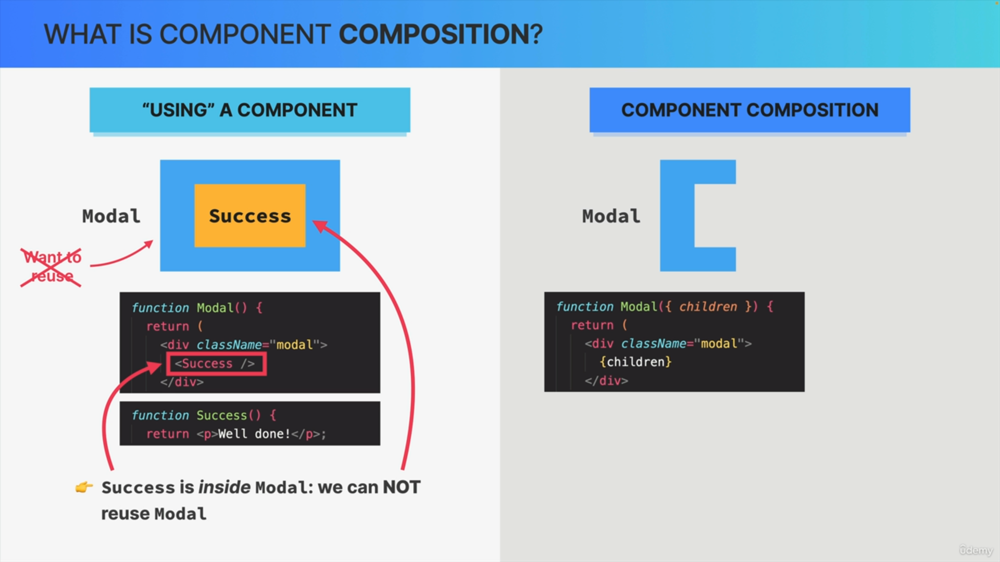 WHAT IS COMPONENT COMPOSITION?
“USING” A COMPONENT
Modal
Success
Want to
reuse
function Modal() {
return (
<div className="modal">
<Success />
</div>
function Success() {
return <p>Well done!</p>;
👉 Success is inside Modal: we can NOT
reuse Modal
COMPONENT COMPOSITION
Modal
function Modal({ children }) {
return (
<div className="modal">
{children}
</div>
ûdemy